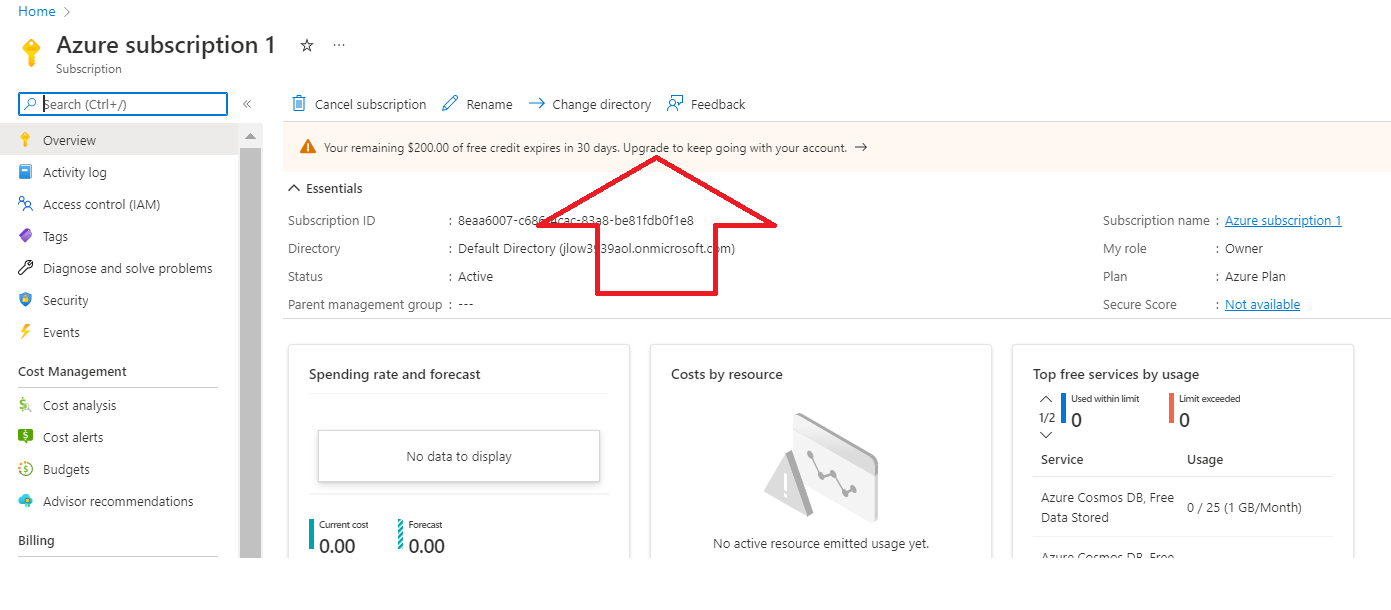 Home >
Azure subscription 1 ☆ ...
Subscription
Search (Ctrl+/) «
Cancel subscription Rename Change directory Feedback
Your remaining $200.00 of free credit expires in 30 days. Upgrade to keep going with your account. →
Overview
Activity log
Access control (IAM)
Tags
Diagnose and solve problems
Security
Events
Cost Management
Cost analysis
Cost alerts
Budgets
Advisor recommendations
Billing
Essentials
Subscription ID : 8eaa6007-c686-4cac-83a8-be81fdb0f1e8
Directory : Default Directory (jlow3939aol.onmicrosoft.com)
Status : Active
Parent management group : ---
Subscription name : Azure subscription 1
My role : Owner
Plan : Azure Plan
Secure Score : Not available
Spending rate and forecast
No data to display
Current cost Forecast
0.00 0.00
Costs by resource
No active resource emitted usage yet.
Top free services by usage
Used within limit Limit exceeded
1/2 0 0
Service Usage
Azure Cosmos DB, Free
Data Stored 0 / 25 (1 GB/Month)
Azure Cosmos DB, Free